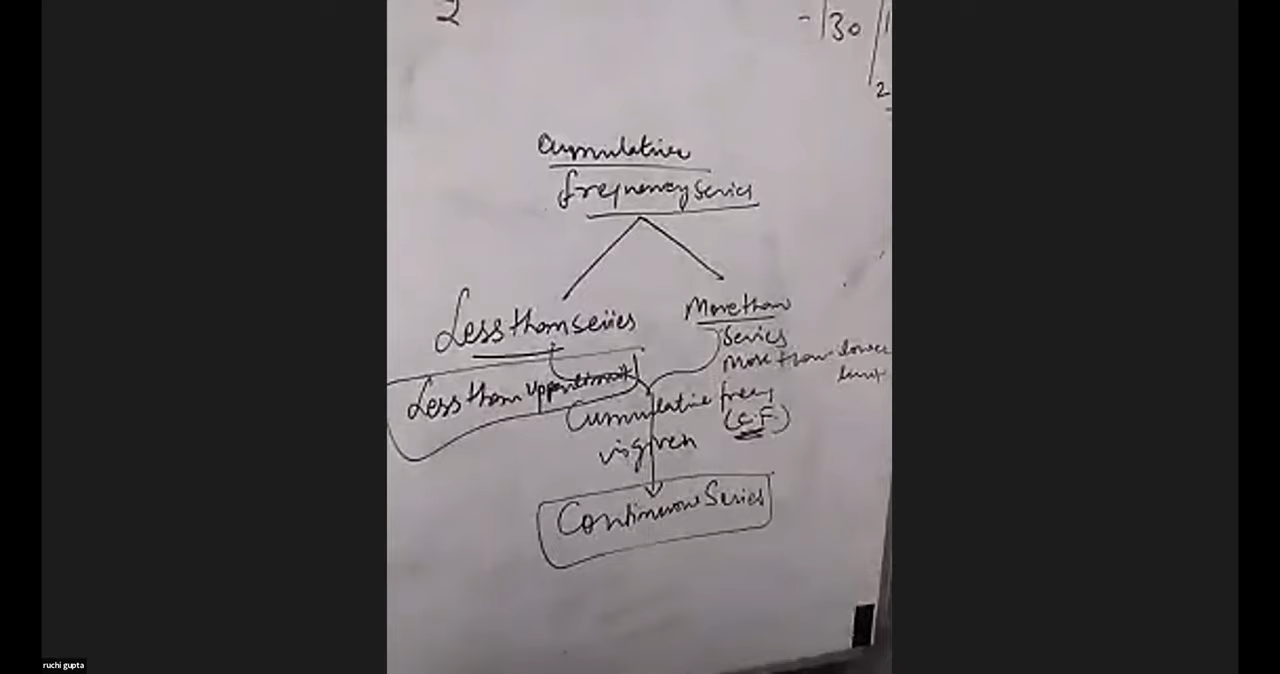 2
- 130
2
Cumulative
frequency Series
Less than series
More than
Series
More than lower
limit
Less than upper limit
Cumulative freq
(C.F.)
is given
Continuous Series
ruchi gupta